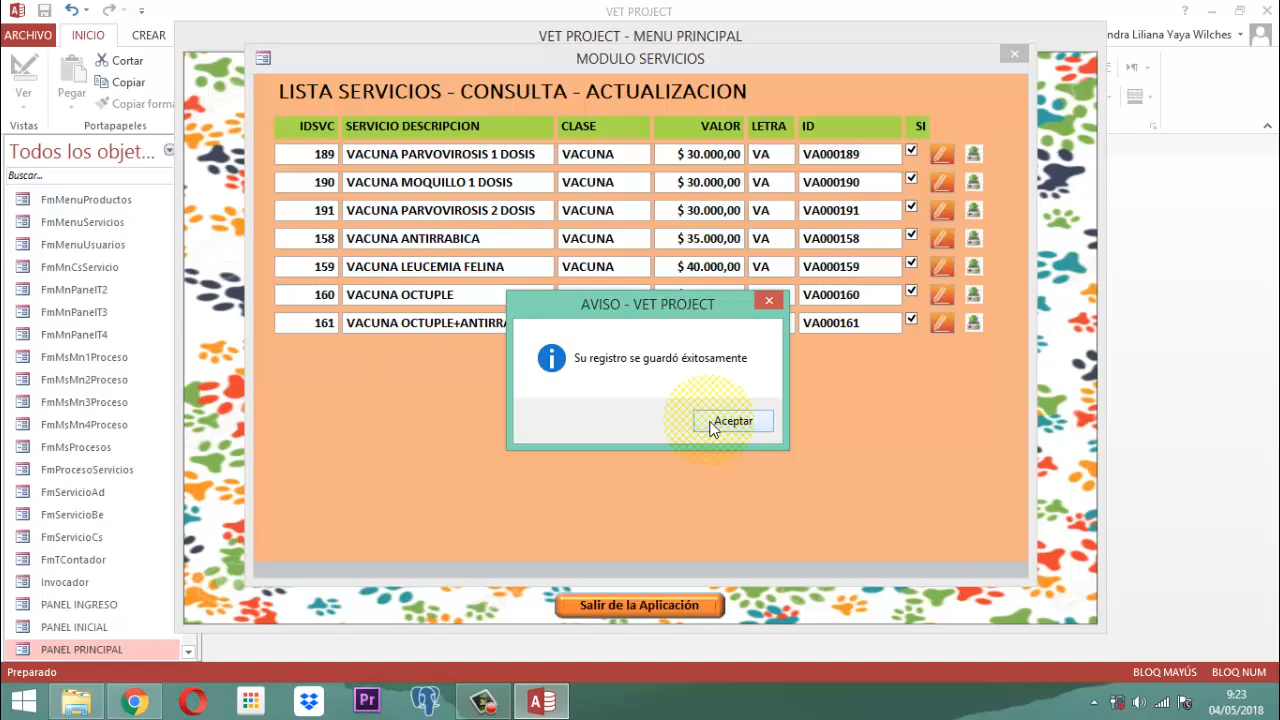 VET PROJECT
ARCHIVO INICIO CREAR
ndra Liliana Yaya Wilches
Ver
Pegar
Cortar
Copiar
Copiar forma
Vistas
Portapapeles
VET PROJECT - MENU PRINCIPAL
MODULO SERVICIOS
Todos los objet...
Buscar...
FmMenuProductos
FmMenuServicios
FmMenuUsuarios
FmMnCsServicio
FmMnPanelT2
FmMnPanelT3
FmMnPanelT4
FmMsMn1Proceso
FmMsMn2Proceso
FmMsMn3Proceso
FmMsMn4Proceso
FmMsProcesos
FmProcesoServicios
FmServicioAd
FmServicioBe
FmServicioCs
FmTContador
Invocador
PANEL INGRESO
PANEL INICIAL
PANEL PRINCIPAL
LISTA SERVICIOS - CONSULTA - ACTUALIZACION
IDSVC SERVICIO DESCRIPCION CLASE VALOR LETRA ID SI
189 VACUNA PARVOVIROSIS 1 DOSIS VACUNA $ 30.000,00 VA VA000189
190 VACUNA MOQUILLO 1 DOSIS VACUNA $ 30.000,00 VA VA000190
191 VACUNA PARVOVIROSIS 2 DOSIS VACUNA $ 30.000,00 VA VA000191
158 VACUNA ANTIRRABICA VACUNA $ 35.000,00 VA VA000158
159 VACUNA LEUCEMIA FELINA VACUNA $ 40.000,00 VA VA000159
160 VACUNA OCTUPLE VA000160
161 VACUNA OCTUPLE+ANTIRRA VA000161
AVISO - VET PROJECT
Su registro se guardó éxitosamente
Aceptar
Salir de la Aplicación
Preparado
BLOQ MAYÚS BLOQ NUM
Pr
9:23
04/05/2018